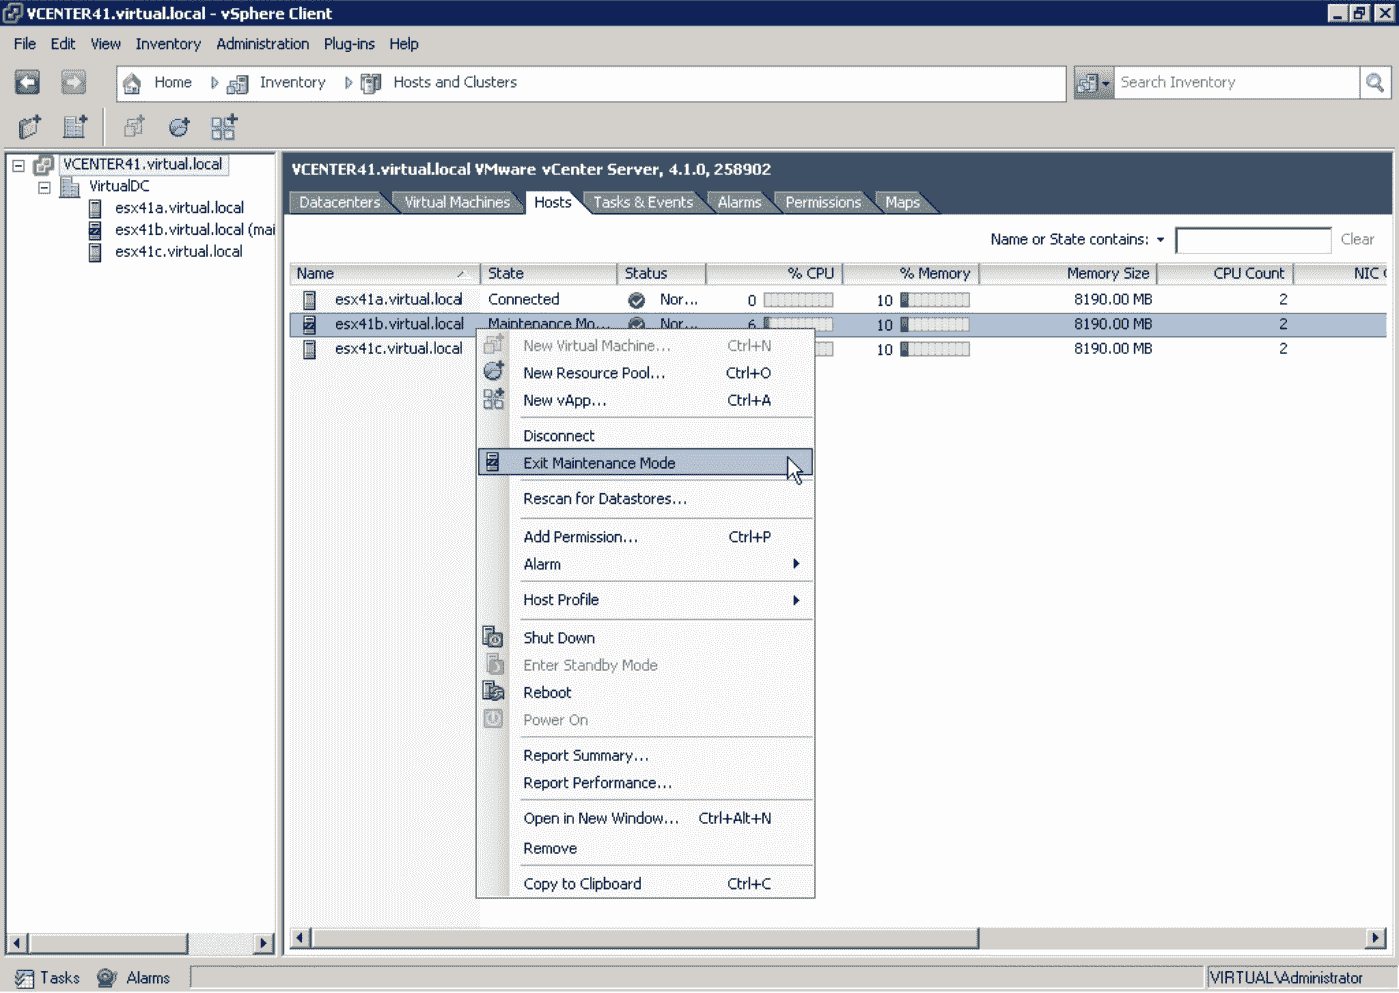 VCENTER41.virtual.local - vSphere Client
File Edit View Inventory Administration Plug-ins Help
Home Inventory Hosts and Clusters Search Inventory
VCENTER41.virtual.local
VirtualDC
esx41a.virtual.local
esx41b.virtual.local (mai
esx41c.virtual.local
VCENTER41.virtual.local VMware vCenter Server, 4.1.0, 258902
Datacenters Virtual Machines Hosts Tasks & Events Alarms Permissions Maps
Name or State contains: Clear
Name State Status % CPU % Memory Memory Size CPU Count NIC C
esx41a.virtual.local Connected Nor... 0 10 8190.00 MB 2
esx41b.virtual.local Maintenance Mo... Nor... 6 10 8190.00 MB 2
esx41c.virtual.local 10 8190.00 MB 2
New Virtual Machine... Ctrl+N
New Resource Pool... Ctrl+O
New vApp... Ctrl+A
Disconnect
Exit Maintenance Mode
Rescan for Datastores...
Add Permission... Ctrl+P
Alarm
Host Profile
Shut Down
Enter Standby Mode
Reboot
Power On
Report Summary...
Report Performance...
Open in New Window... Ctrl+Alt+N
Remove
Copy to Clipboard Ctrl+C
Tasks Alarms VIRTUAL\Administrator